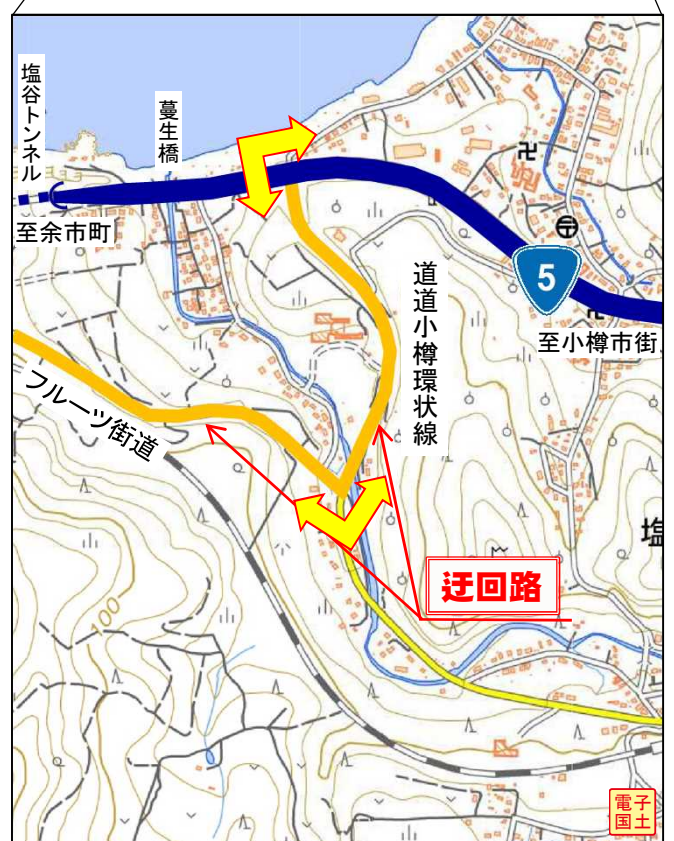 塩谷トンネル
蔓生橋
至余市町
5
至小樽市街
道道小樽環状線
フルーツ街道
塩
迂回路
100
電子
国土